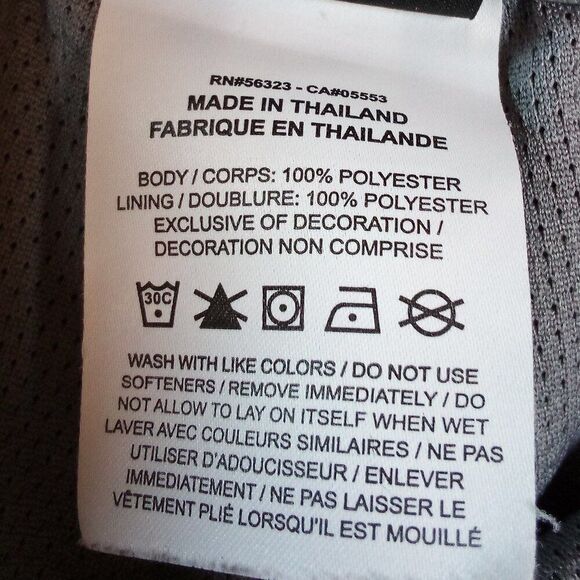 RN#56323 - CA#05553
MADE IN THAILAND
FABRIQUE EN THAILANDE
BODY / CORPS: 100% POLYESTER
LINING / DOUBLURE: 100% POLYESTER
EXCLUSIVE OF DECORATION /
DECORATION NON COMPRISE
30C
WASH WITH LIKE COLORS / DO NOT USE
SOFTENERS / REMOVE IMMEDIATELY / DO
NOT ALLOW TO LAY ON ITSELF WHEN WET
LAVER AVEC COULEURS SIMILAIRES / NE PAS
UTILISER D'ADOUCISSEUR / ENLEVER
IMMEDIATEMENT / NE PAS LAISSER LE
VÊTEMENT PLIÉ LORSQU'IL EST MOUILLÉ